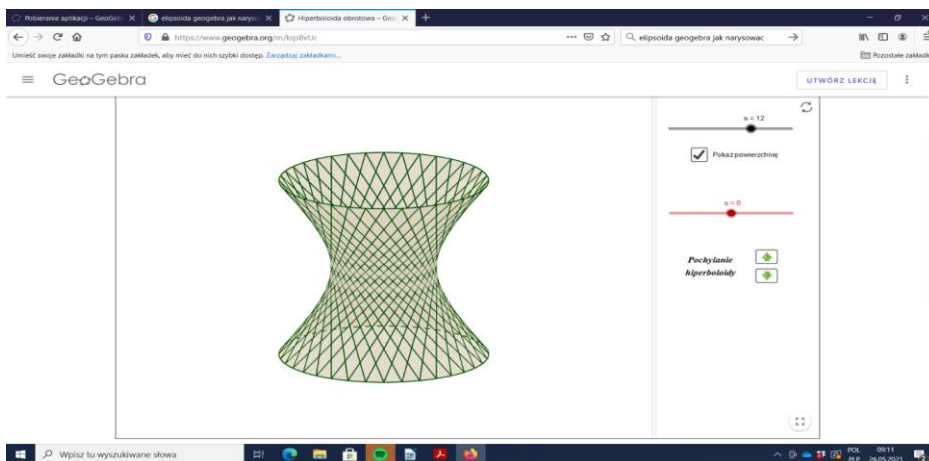 Pobieranie aplikacji – GeoGeb
elipsoida geogebra jak narysow
Hiperboloida obrotowa – Geo
https://www.geogebra.org/m/kqsBvtJc
elipsoida geogebra jak narysowac
Umieść swoje zakładki na tym pasku zakładek, aby mieć do nich szybki dostęp. Zarządzaj zakładkami...
Pozostałe zakładki
GeoGebra
UTWÓRZ LEKCJĘ
n = 12
Pokaż powierzchnię
s = 0
Pochylanie
hiperboloidy
Wpisz tu wyszukiwane słowa
POL
09:11
PLP
26.05.2021